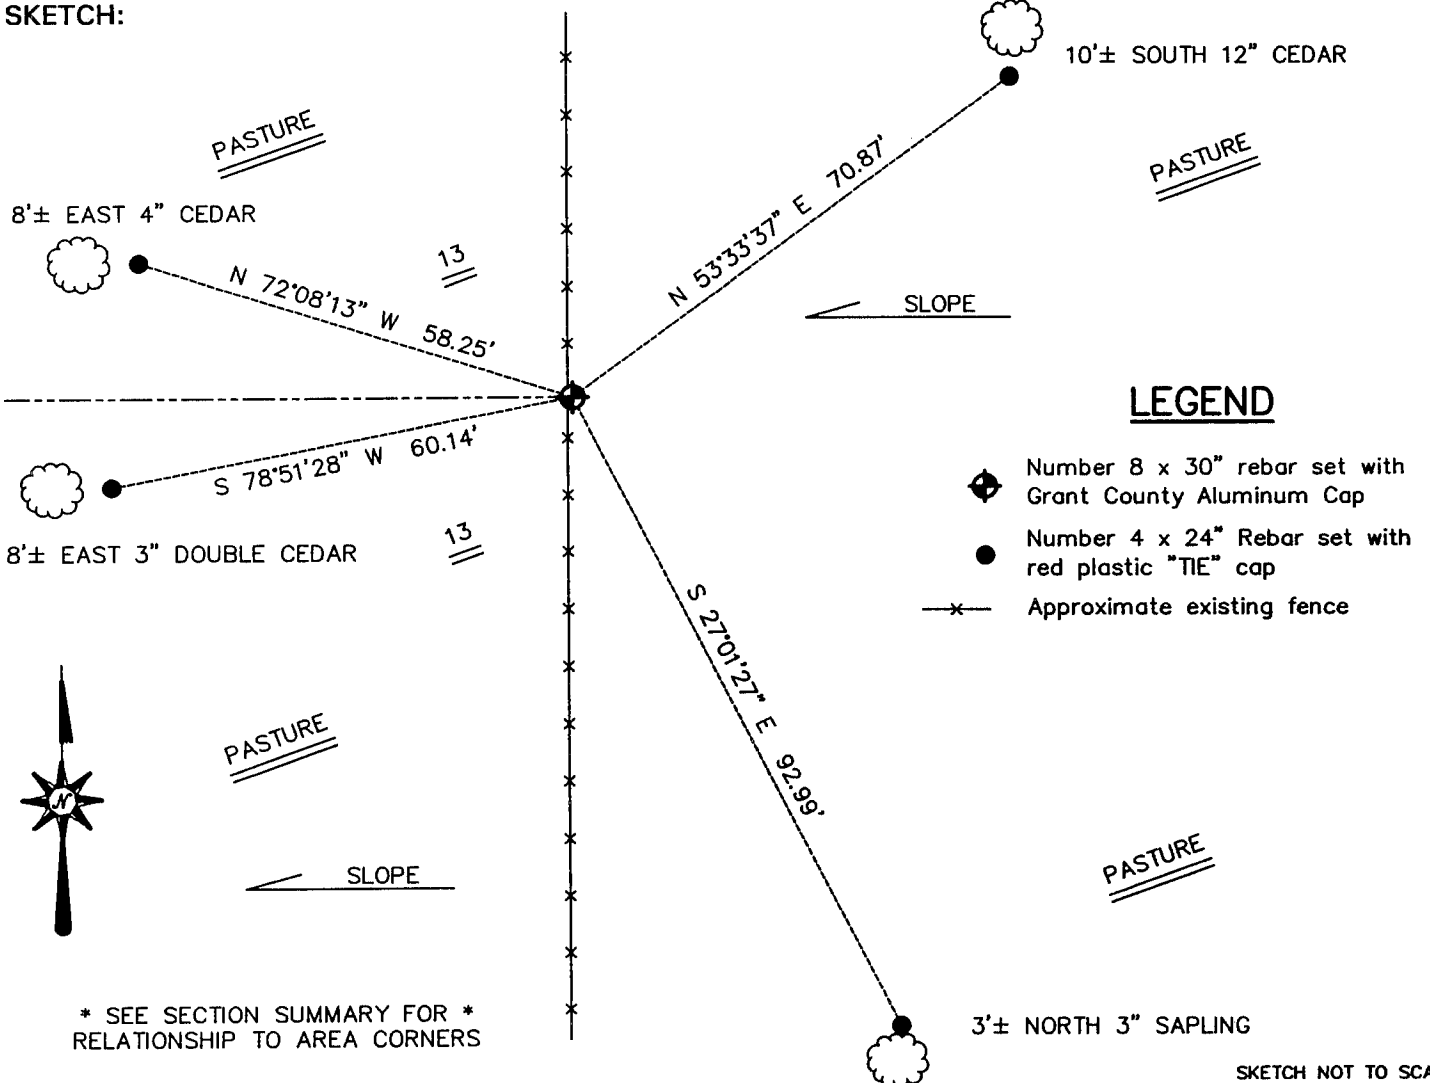 SKETCH:
10'± SOUTH 12" CEDAR
PASTURE
PASTURE
8'± EAST 4" CEDAR
13
N 72°08'13" W 58.25'
N 53°33'37" E 70.87'
SLOPE
LEGEND
S 78°51'28" W 60.14'
Number 8 x 30" rebar set with
Grant County Aluminum Cap
8'± EAST 3" DOUBLE CEDAR
13
Number 4 x 24" Rebar set with
red plastic "TIE" cap
Approximate existing fence
S 27°01'27" E 92.99'
PASTURE
N
SLOPE
PASTURE
* SEE SECTION SUMMARY FOR *
RELATIONSHIP TO AREA CORNERS
3'± NORTH 3" SAPLING
SKETCH NOT TO SCA